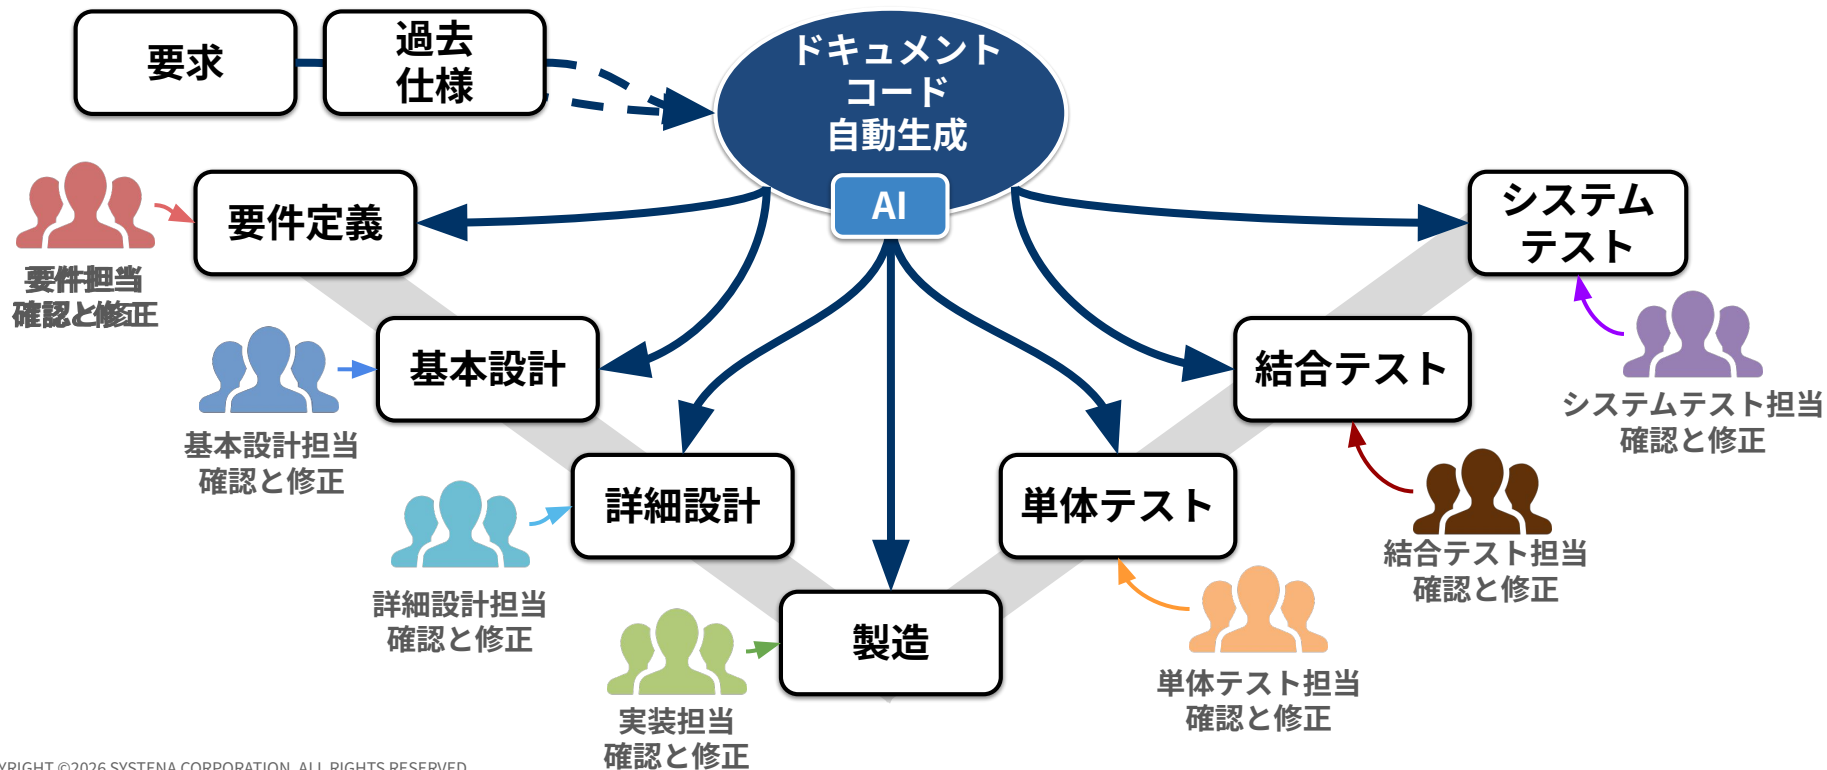 要求
過去
仕様
ドキュメント
コード
自動生成
AI
要件定義
システム
テスト
要件担当
確認と修正
基本設計
結合テスト
システムテスト担当
確認と修正
基本設計担当
確認と修正
詳細設計
単体テスト
結合テスト担当
確認と修正
詳細設計担当
確認と修正
製造
単体テスト担当
確認と修正
実装担当
確認と修正
YRIGHT ©2026 SYSTENA CORPORATION. ALL RIGHTS RESERVED.